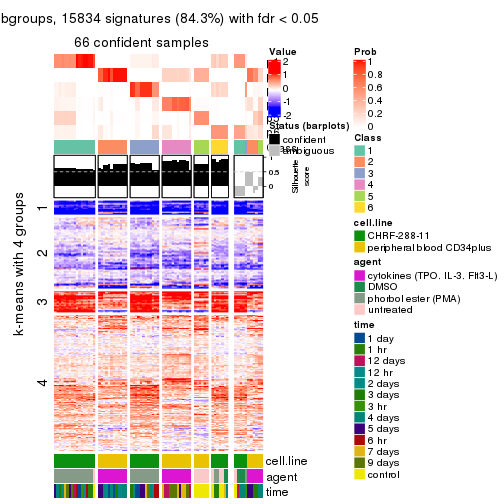 bgroups, 15834 signatures (84.3%) with fdr < 0.05
66 confident samples
Value
2
1
0
-1
-2
Status (barplots)
confident
ambiguous
1
0.5
0
Silhouette
score
k-means with 4 groups
1
2
3
4
cell.line
agent
time
Prob
1
0.8
0.6
0.4
0.2
0
Class
1
2
3
4
5
6
cell.line
CHRF-288-11
peripheral blood CD34plus
agent
cytokines (TPO. IL-3. Flt3-L)
DMSO
phorbol ester (PMA)
untreated
time
1 day
1 hr
12 days
12 hr
2 days
3 days
3 hr
4 days
5 days
6 hr
7 days
9 days
control